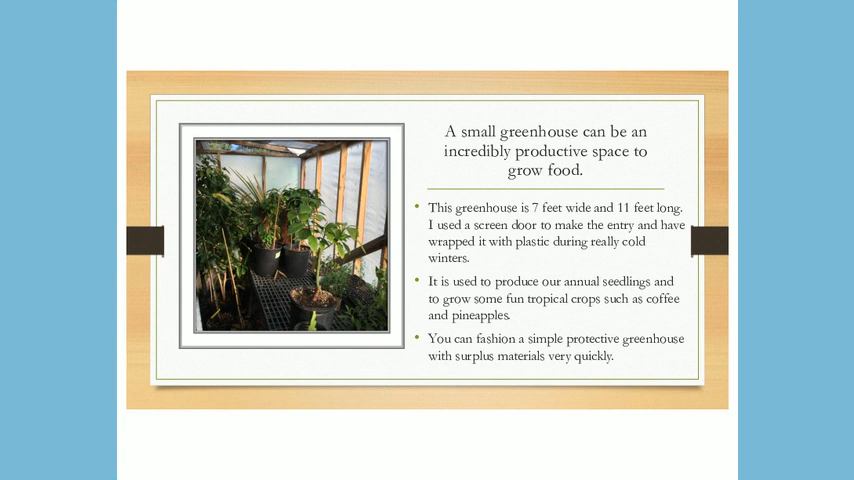 A small greenhouse can be an
incredibly productive space to
grow food.
• This greenhouse is 7 feet wide and 11 feet long.
I used a screen door to make the entry and have
wrapped it with plastic during really cold
winters.
• It is used to produce our annual seedlings and
to grow some fun tropical crops such as coffee
and pineapples.
• You can fashion a simple protective greenhouse
with surplus materials very quickly.